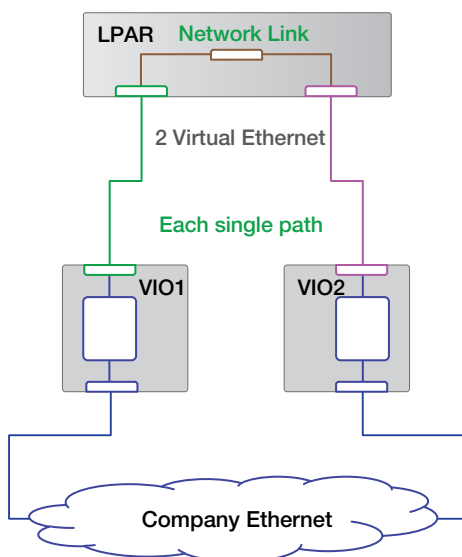 LPAR Network Link
2 Virtual Ethernet
Each single path
VIO1 VIO2
Company Ethernet